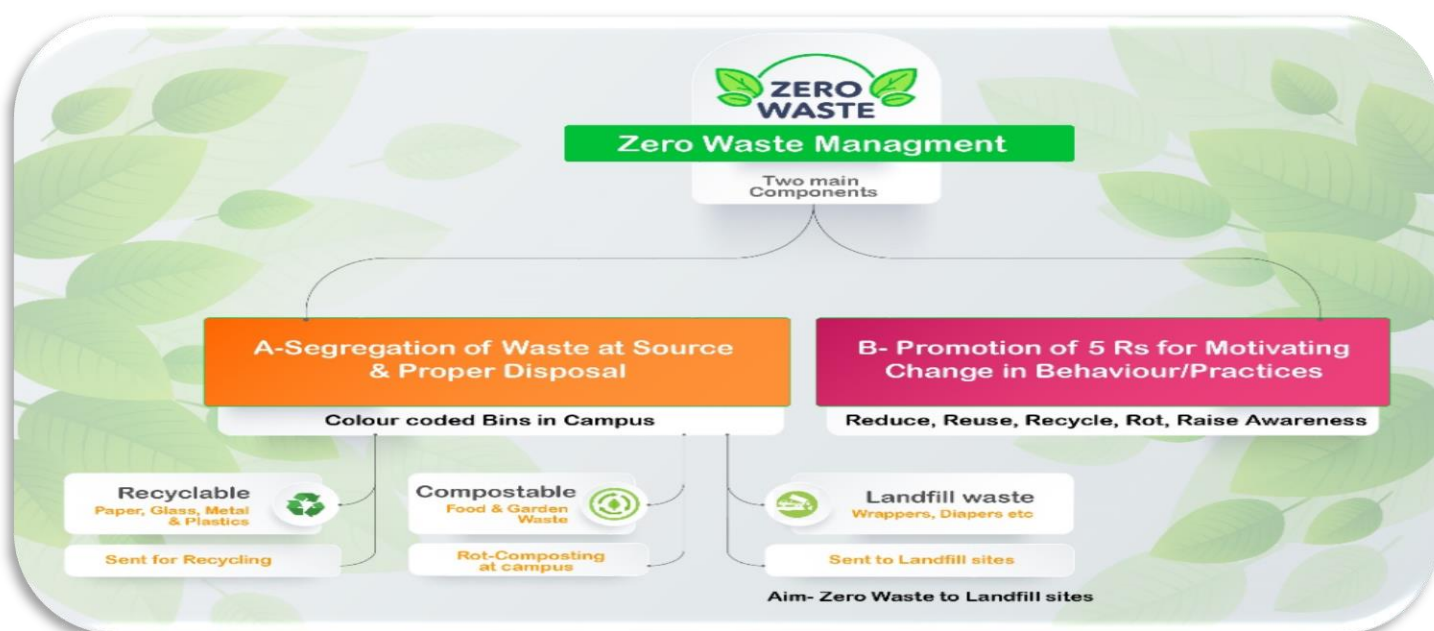 ZERO
WASTE
Zero Waste Managment
Two main
Components
A-Segregation of Waste at Source
& Proper Disposal
Colour coded Bins in Campus
B- Promotion of 5 Rs for Motivating
Change in Behaviour/Practices
Reduce, Reuse, Recycle, Rot, Raise Awareness
Recyclable
Paper, Glass, Metal
& Plastics
Sent for Recycling
Compostable
Food & Garden
Waste
Rot-Composting
at campus
Landfill waste
Wrappers, Diapers etc
Sent to Landfill sites
Aim- Zero Waste to Landfill sites